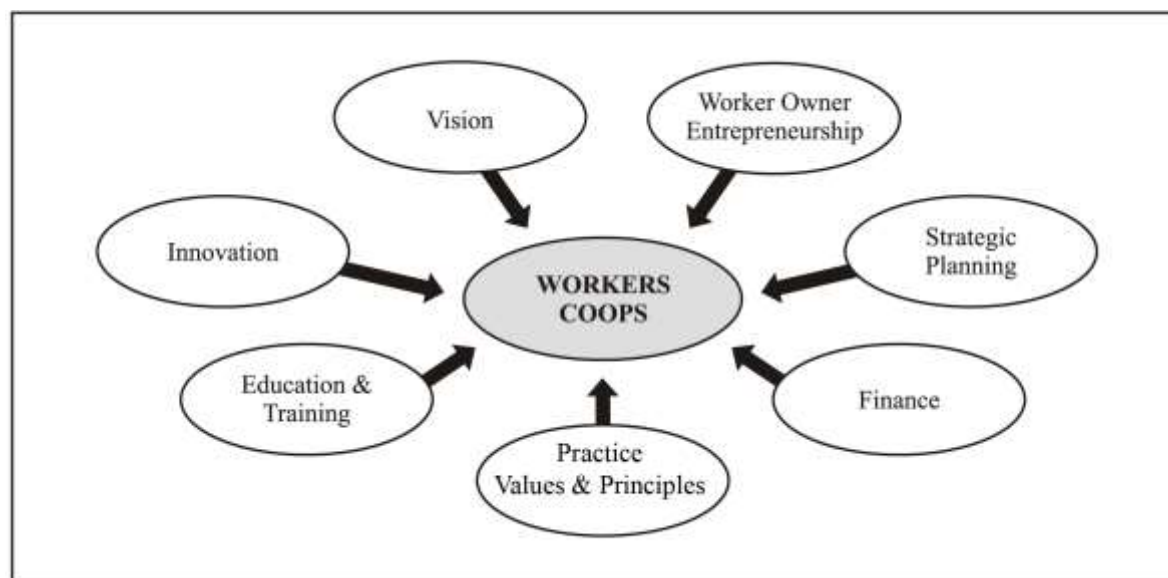 Vision
Worker Owner
Entrepreneurship
Innovation
Strategic
Planning
WORKERS
COOPS
Education &
Training
Finance
Practice
Values & Principles